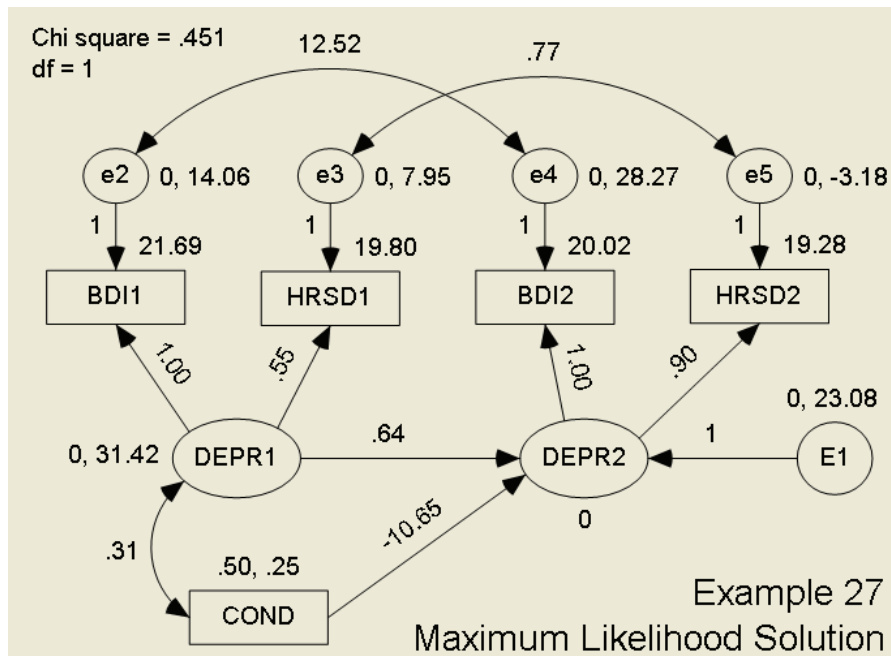 Chi square = .451
df = 1
12.52
.77
e2
0, 14.06
e3
0, 7.95
e4
0, 28.27
e5
0, -3.18
1
21.69
1
19.80
1
20.02
1
19.28
BDI1
HRSD1
BDI2
HRSD2
1.00
.55
1.00
.90
0, 23.08
0, 31.42
DEPR1
.64
DEPR2
1
E1
0
-10.65
.31
.50, .25
COND
Example 27
Maximum Likelihood Solution